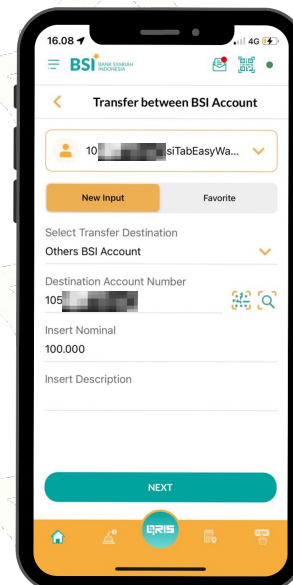 16.08
4G
BSI BANK SYARIAH
INDONESIA
Transfer between BSI Account
10 siTabEasyWa...
New Input
Favorite
Select Transfer Destination
Others BSI Account
Destination Account Number
105
Insert Nominal
100.000
Insert Description
NEXT
QRIS